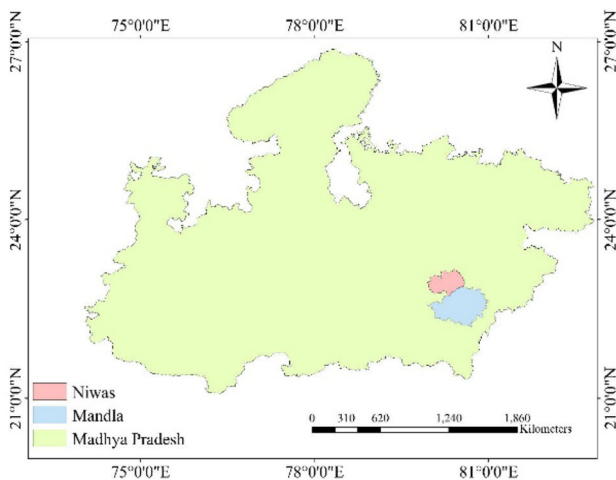 75°0'0"E 78°0'0"E 81°0'0"E
27°0'0"N 27°0'0"N
N
24°0'0"N 24°0'0"N
21°0'0"N 21°0'0"N
Niwas
Mandla
Madhya Pradesh
0 310 620 1,240 1,860
Kilometers
75°0'0"E 78°0'0"E 81°0'0"E